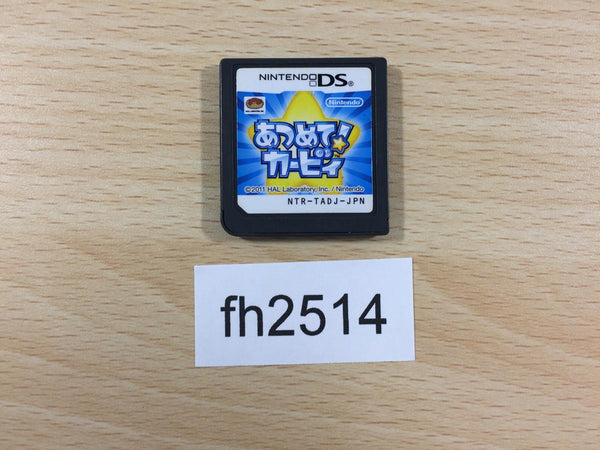 NINTENDO DS®
Nintendo®
あつめて!
カービィ
©2011 HAL Laboratory, Inc. / Nintendo
NTR-TADJ-JPN
fh2514